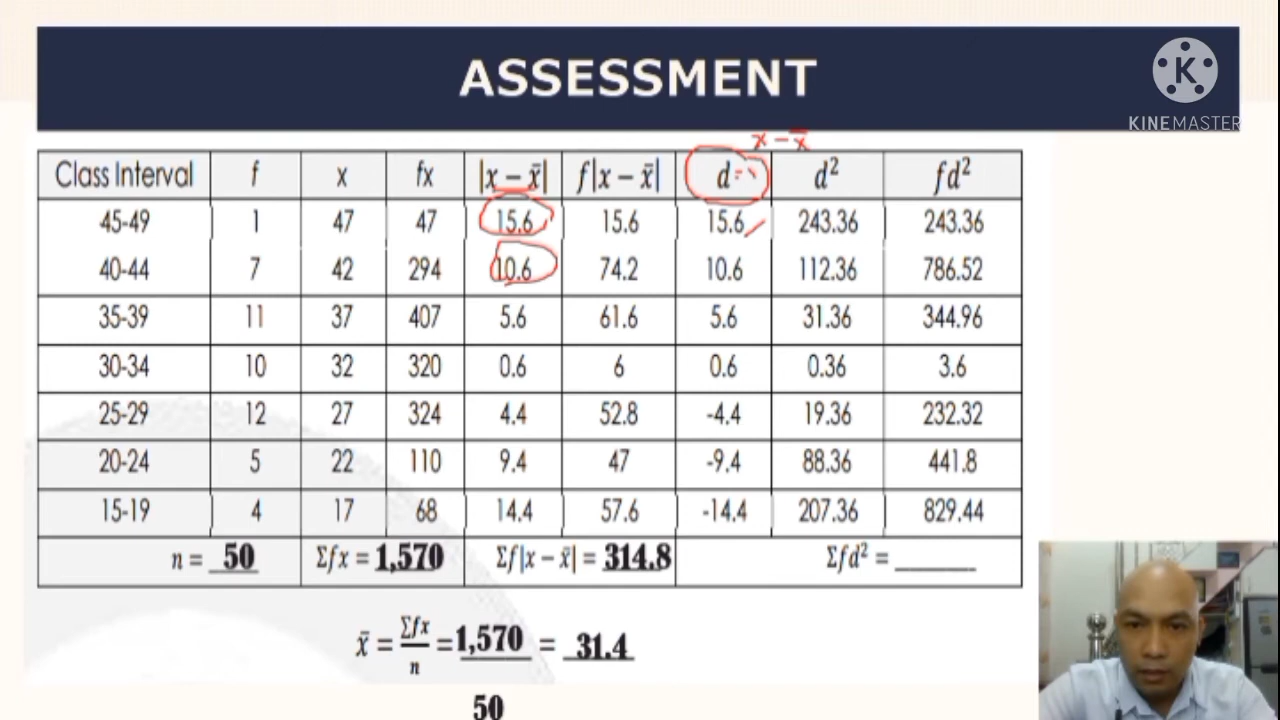 ASSESSMENT
K
KINEMASTER
x - x̄
Class Interval f x fx |x − x̄| f|x − x̄| d = d² fd²
45-49 1 47 47 15.6 15.6 15.6 243.36 243.36
40-44 7 42 294 10.6 74.2 10.6 112.36 786.52
35-39 11 37 407 5.6 61.6 5.6 31.36 344.96
30-34 10 32 320 0.6 6 0.6 0.36 3.6
25-29 12 27 324 4.4 52.8 -4.4 19.36 232.32
20-24 5 22 110 9.4 47 -9.4 88.36 441.8
15-19 4 17 68 14.4 57.6 -14.4 207.36 829.44
n = 50 Σfx = 1,570 Σf|x − x̄| = 314.8 Σfd² = ______
x̄ = Σfx/n = 1,570 = 31.4
50